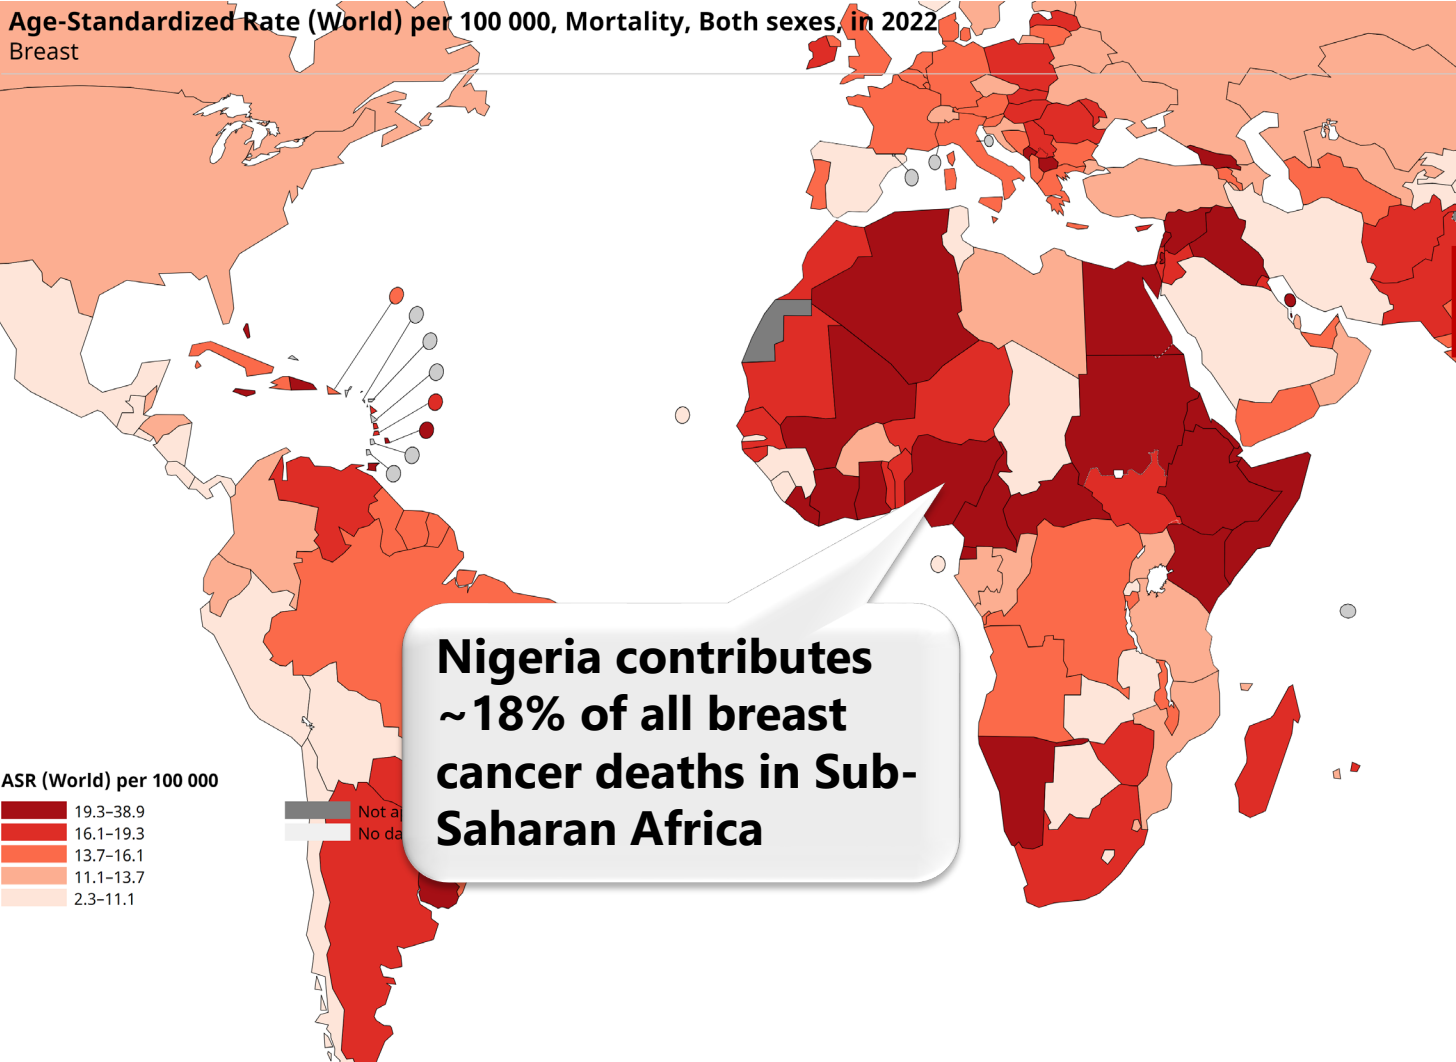 Age-Standardized Rate (World) per 100 000, Mortality, Both sexes, in 2022
Breast
Nigeria contributes
~18% of all breast
cancer deaths in Sub-
Saharan Africa
ASR (World) per 100 000
19.3–38.9
16.1–19.3
13.7–16.1
11.1–13.7
2.3–11.1
Not
No